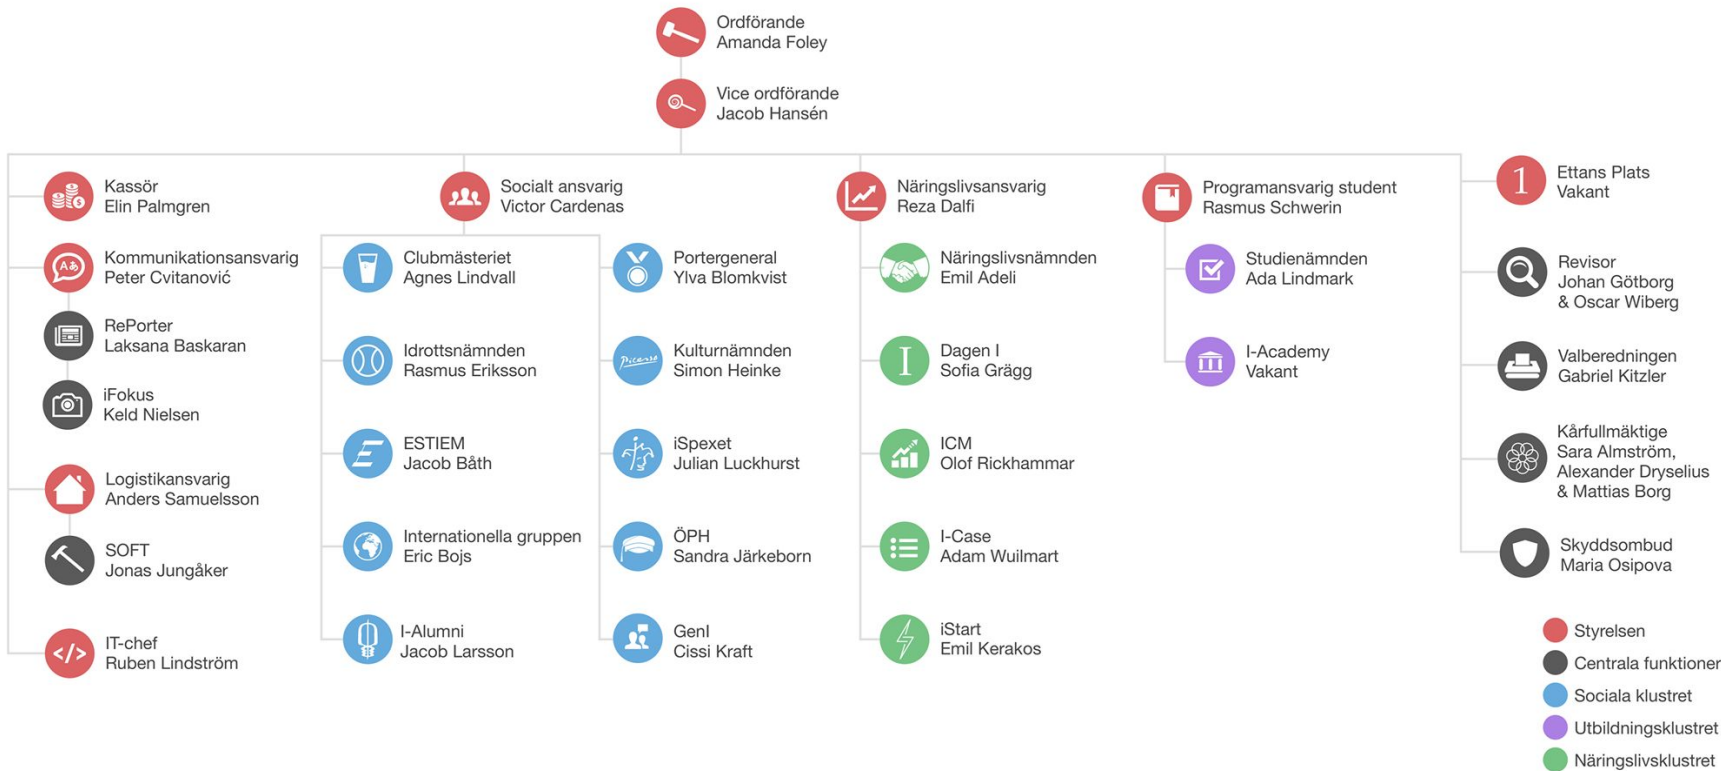 Ordförande
Amanda Foley
Vice ordförande
Jacob Hansén
Kassör
Elin Palmgren
Kommunikationsansvarig
Peter Cvitanović
RePorter
Laksana Baskaran
iFokus
Keld Nielsen
Logistikansvarig
Anders Samuelsson
SOFT
Jonas Jungåker
</>
IT-chef
Ruben Lindström
Socialt ansvarig
Victor Cardenas
Clubmästeriet
Agnes Lindvall
Idrottsnämnden
Rasmus Eriksson
ESTIEM
Jacob Båth
Internationella gruppen
Eric Bojs
I-Alumni
Jacob Larsson
Portergeneral
Ylva Blomkvist
Picasso
Kulturnämnden
Simon Heinke
iSpexet
Julian Luckhurst
ÖPH
Sandra Järkeborn
GenI
Cissi Kraft
Näringslivsansvarig
Reza Dalfi
Näringslivsnämnden
Emil Adeli
I
Dagen I
Sofia Grägg
ICM
Olof Rickhammar
I-Case
Adam Wuilmart
iStart
Emil Kerakos
Programansvarig student
Rasmus Schwerin
Studienämnden
Ada Lindmark
I-Academy
Vakant
1
Ettans Plats
Vakant
Revisor
Johan Götborg
& Oscar Wiberg
Valberedningen
Gabriel Kitzler
Kårfullmäktige
Sara Almström,
Alexander Dryselius
& Mattias Borg
Skyddsombud
Maria Osipova
Styrelsen
Centrala funktioner
Sociala klustret
Utbildningsklustret
Näringslivsklustret